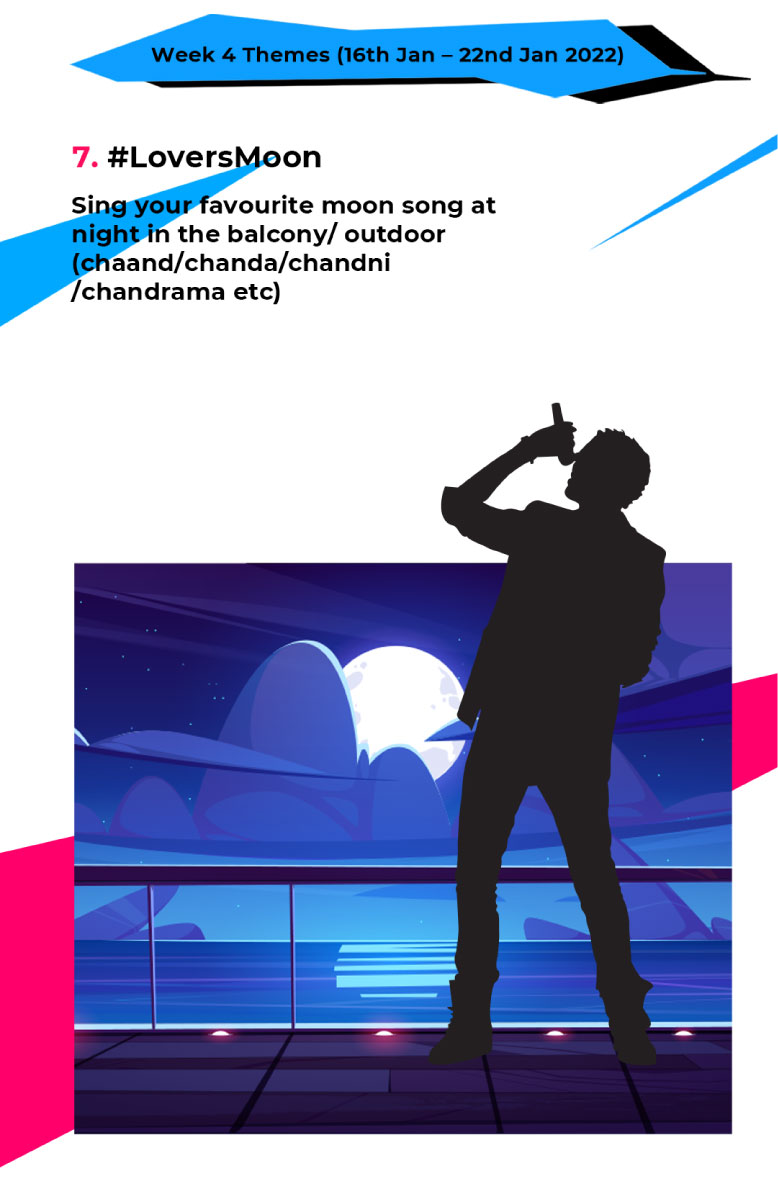 Week 4 Themes (16th Jan – 22nd Jan 2022)
7. #LoversMoon
Sing your favourite moon song at
night in the balcony/ outdoor
(chaand/chanda/chandni
/chandrama etc)